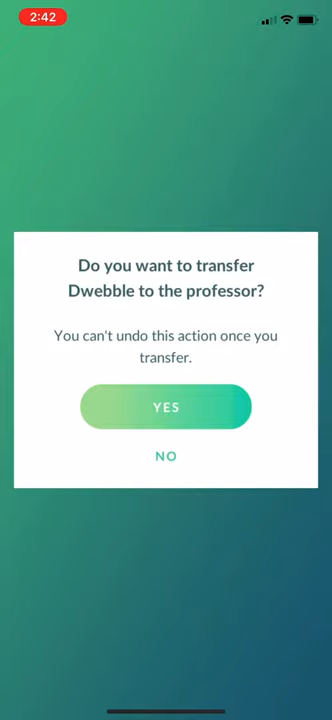 2:42
Do you want to transfer
Dwebble to the professor?
You can't undo this action once you
transfer.
YES
NO